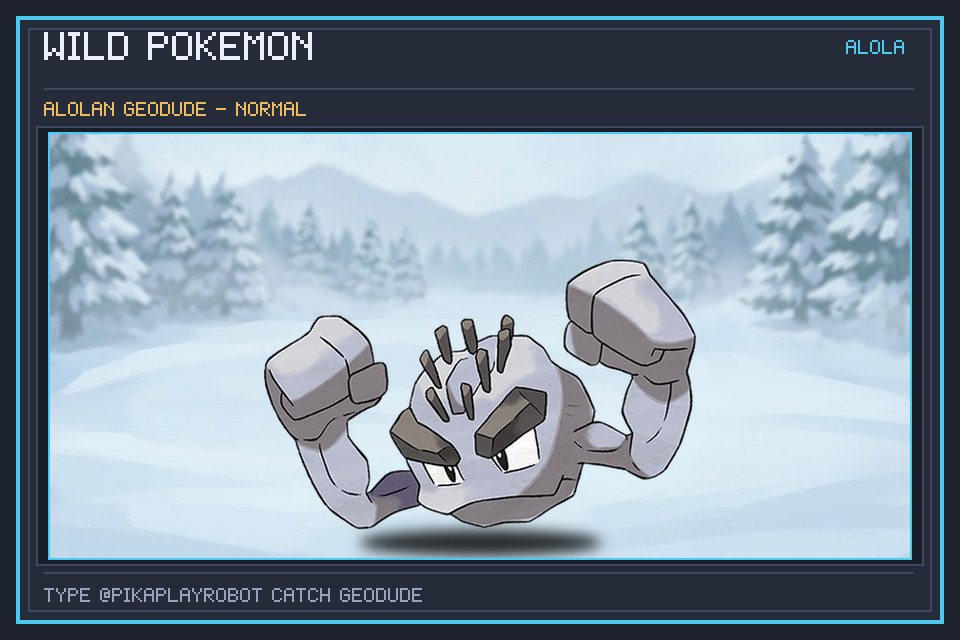 WILD POKEMON
ALOLA
ALOLAN GEODUDE - NORMAL
TYPE @PIKAPLAYROBOT CATCH GEODUDE